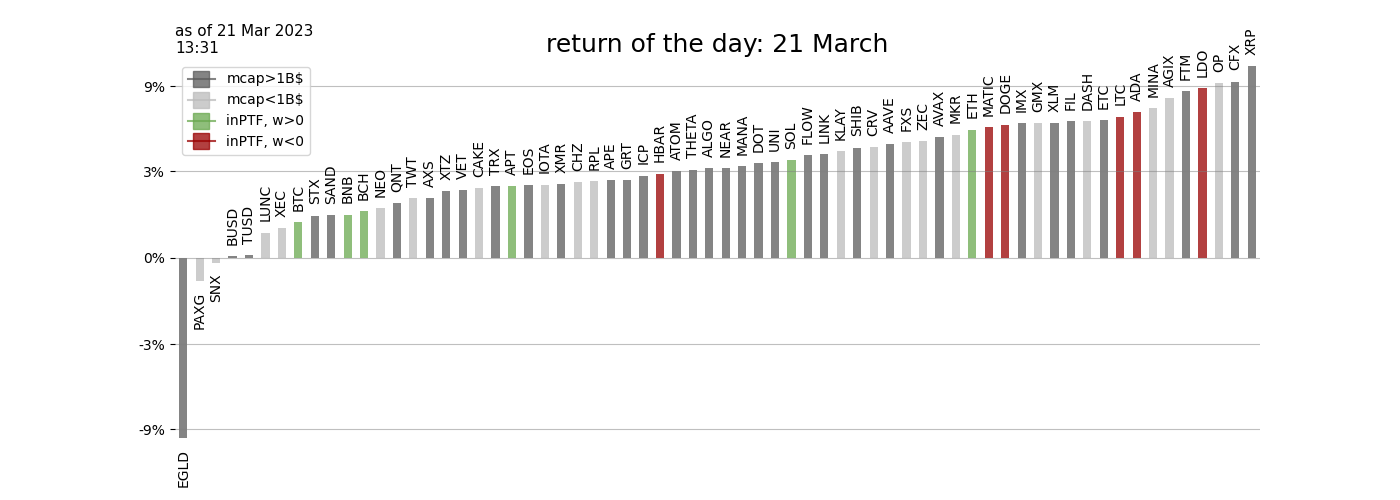 as of 21 Mar 2023
13:31
return of the day: 21 March
mcap>1B$
mcap<1B$
inPTF, w>0
inPTF, w<0
9%
3%
0%
-3%
-9%
EGLD
PAXG
SNX
BUSD
TUSD
LUNC
XEC
BTC
STX
SAND
BNB
BCH
NEO
QNT
TWT
AXS
XTZ
VET
CAKE
TRX
APT
EOS
IOTA
XMR
CHZ
RPL
APE
GRT
ICP
HBAR
ATOM
THETA
ALGO
NEAR
MANA
DOT
UNI
SOL
FLOW
LINK
KLAY
SHIB
CRV
AAVE
FXS
ZEC
AVAX
MKR
ETH
MATIC
DOGE
IMX
GMX
XLM
FIL
DASH
ETC
LTC
ADA
MINA
AGIX
FTM
LDO
OP
CFX
XRP